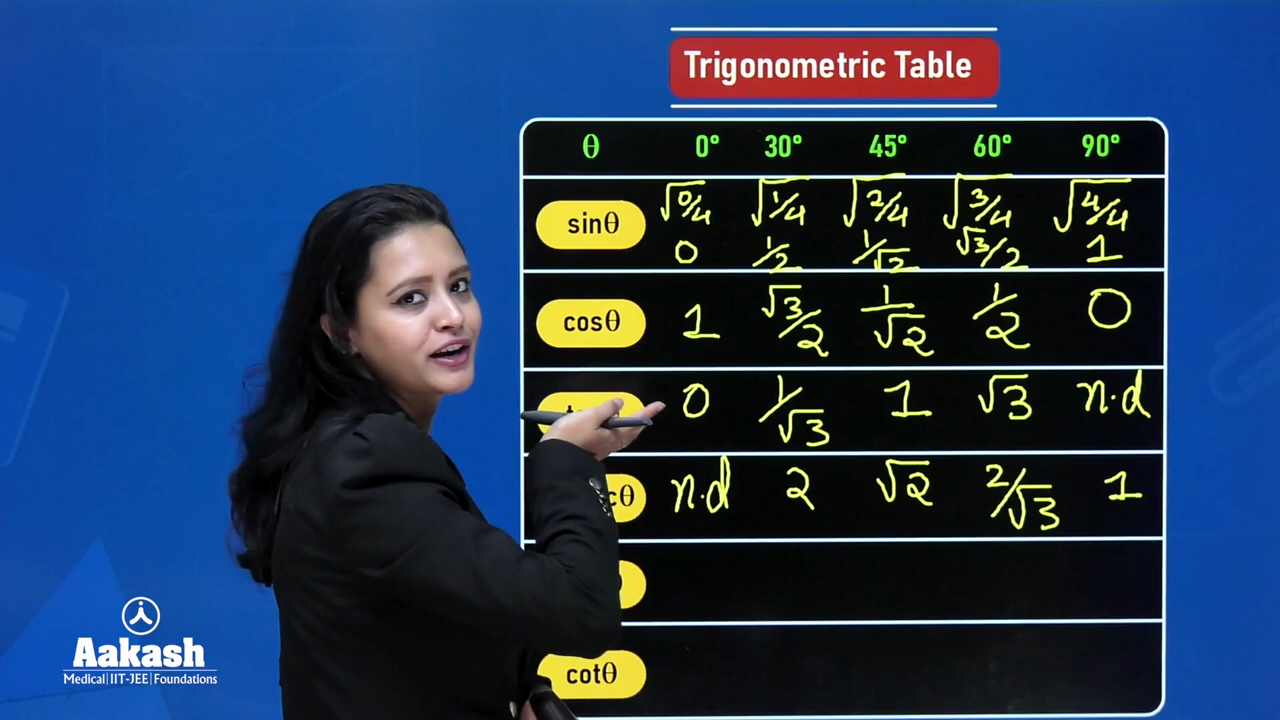 Trigonometric Table
θ 0° 30° 45° 60° 90°
sinθ √0/4 √1/4 √2/4 √3/4 √4/4
0 1/2 1/√2 √3/2 1
cosθ 1 √3/2 1/√2 1/2 0
0 1/√3 1 √3 n.d
cθ n.d 2 √2 2/√3 1
cotθ
Aakash
Medical|IIT-JEE|Foundations